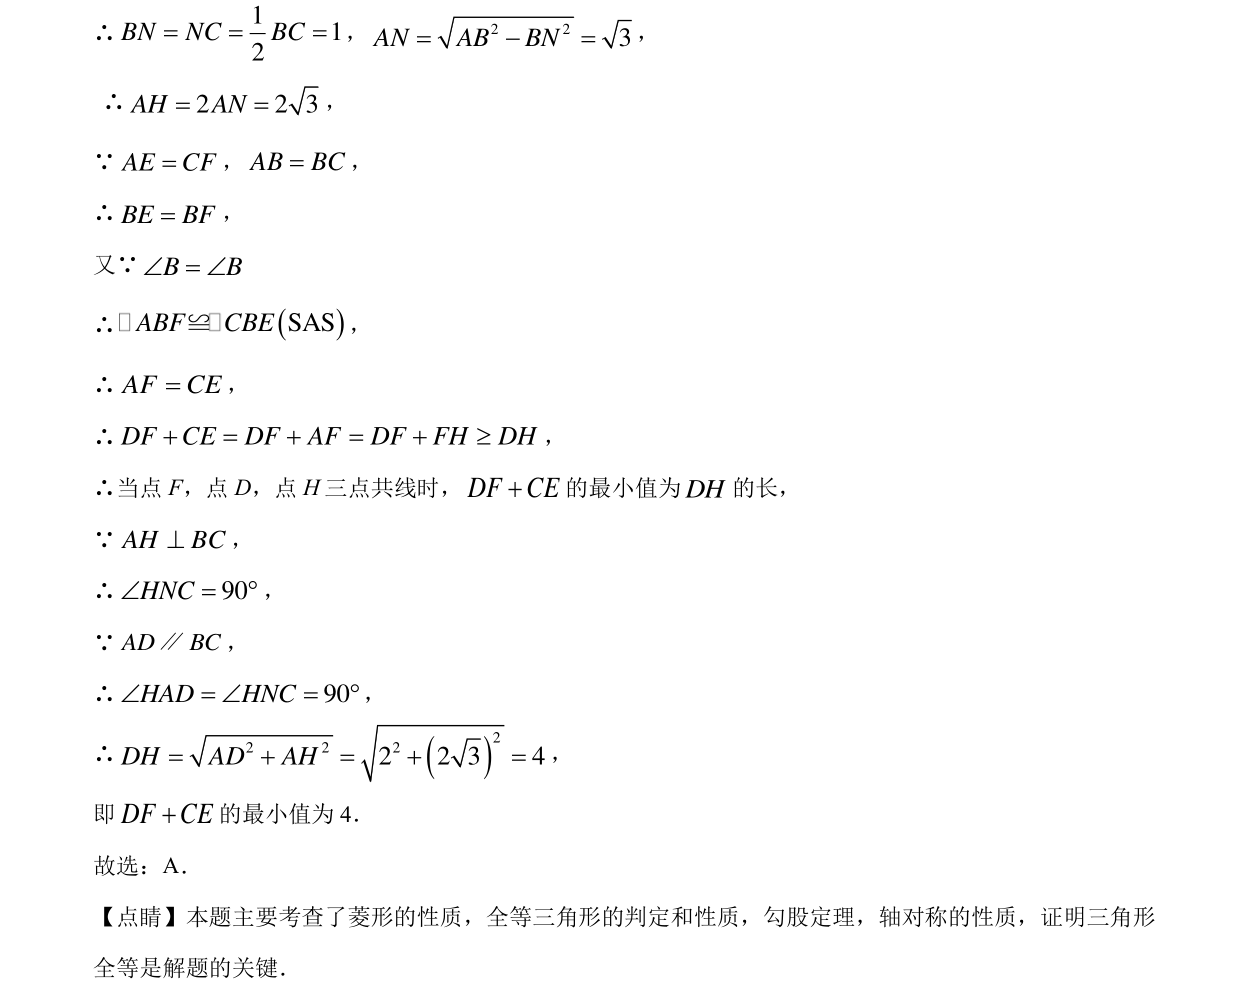 ∴ BN = NC = 1/2 BC = 1， AN = √(AB² − BN²) = √3，
∴ AH = 2AN = 2√3，
∵ AE = CF， AB = BC，
∴ BE = BF，
又∵ ∠B = ∠B
∴ □ABF≌□CBE(SAS)，
∴ AF = CE，
∴ DF + CE = DF + AF = DF + FH ≥ DH，
∴当点 F，点 D，点 H 三点共线时， DF + CE 的最小值为 DH 的长，
∵ AH ⊥ BC，
∴ ∠HNC = 90°，
∵ AD ∥ BC，
∴ ∠HAD = ∠HNC = 90°，
∴ DH = √(AD² + AH²) = √(2² + (2√3)²) = 4，
即 DF + CE 的最小值为 4．
故选：A．
【点睛】本题主要考查了菱形的性质，全等三角形的判定和性质，勾股定理，轴对称的性质，证明三角形
全等是解题的关键．